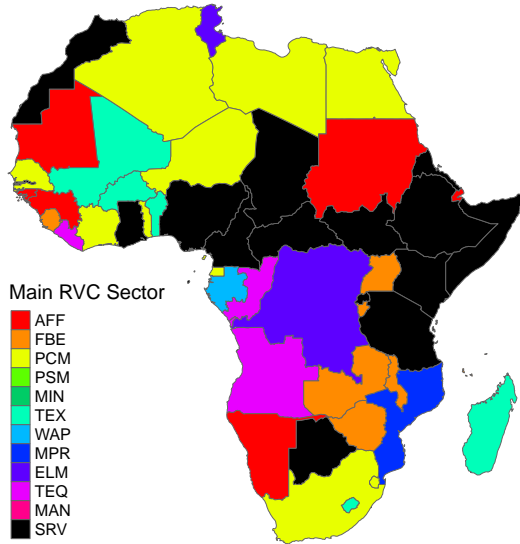 Main RVC Sector
AFF
FBE
PCM
PSM
MIN
TEX
WAP
MPR
ELM
TEQ
MAN
SRV